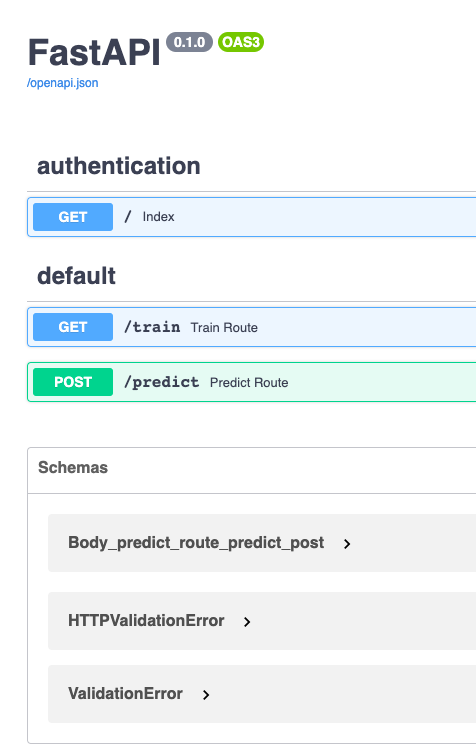 FastAPI 0.1.0 OAS3
/openapi.json
authentication
GET / Index
default
GET /train Train Route
POST /predict Predict Route
Schemas
Body_predict_route_predict_post
HTTPValidationError
ValidationError